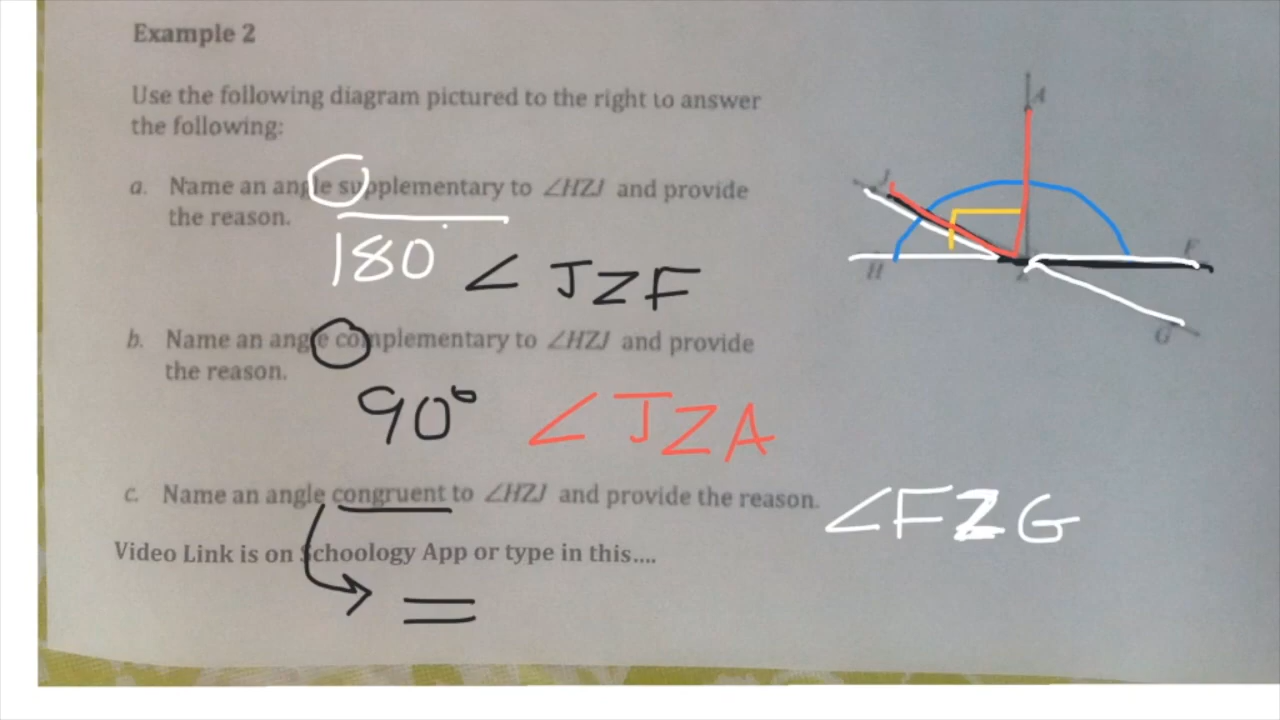 Example 2
Use the following diagram pictured to the right to answer
the following:
a. Name an angle supplementary to ∠HZJ and provide
the reason.
180° ∠JZF
b. Name an angle complementary to ∠HZJ and provide
the reason.
90° ∠JZA
c. Name an angle congruent to ∠HZJ and provide the reason.
∠FZG
Video Link is on Schoology App or type in this....
=
A
J
H
Z
F
G